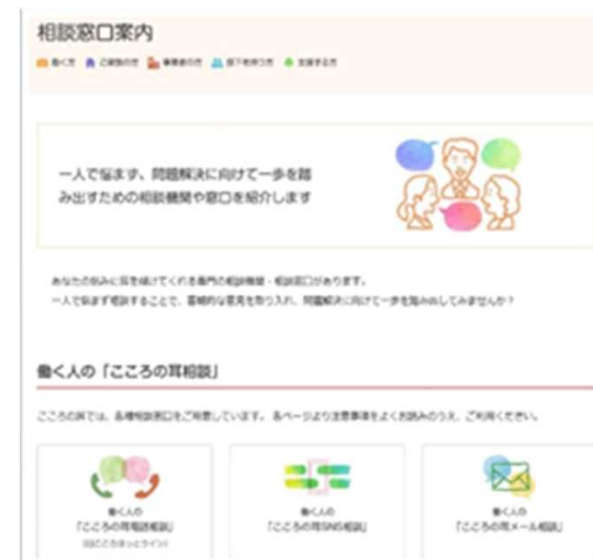 相談窓口案内
働く方 ご家族の方 事業者の方 部下を持つ方 支援する方
一人で悩まず、問題解決に向けて一歩を踏
み出すための相談機関や窓口を紹介します
あなたの悩みに耳を傾けてくれる専門の相談機関・相談窓口があります。
一人で悩まず相談することで、客観的な意見を取り入れ、問題解決に向けて一歩を踏み出してみませんか？
働く人の「こころの耳相談」
こころの耳では、各種相談窓口をご用意しています。各ページより注意事項をよくお読みのうえ、ご利用ください。
働く人の
「こころの耳電話相談」
(旧こころほっとライン)
働く人の
「こころの耳SNS相談」
働く人の
「こころの耳メール相談」